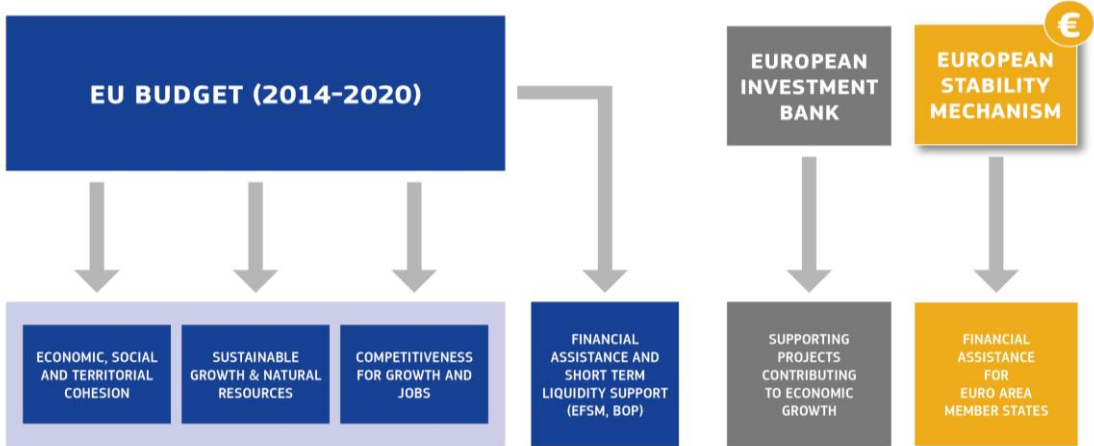 EU BUDGET (2014-2020)
EUROPEAN
INVESTMENT
BANK
€
EUROPEAN
STABILITY
MECHANISM
ECONOMIC, SOCIAL
AND TERRITORIAL
COHESION
SUSTAINABLE
GROWTH & NATURAL
RESOURCES
COMPETITIVENESS
FOR GROWTH AND
JOBS
FINANCIAL
ASSISTANCE AND
SHORT TERM
LIQUIDITY SUPPORT
(EFSM, BOP)
SUPPORTING
PROJECTS
CONTRIBUTING
TO ECONOMIC
GROWTH
FINANCIAL
ASSISTANCE
FOR
EURO AREA
MEMBER STATES